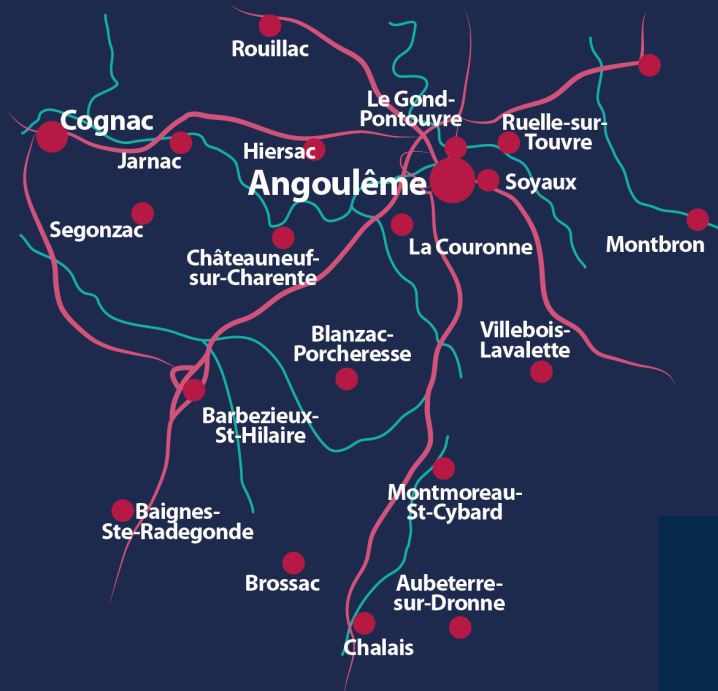 Rouillac
Le Gond-
Pontouvre
Cognac
Ruelle-sur-
Touvre
Jarnac
Hiersac
Angoulême
Soyaux
Segonzac
La Couronne
Montbron
Châteauneuf-
sur-Charente
Blanzac-
Porcheresse
Villebois-
Lavalette
Barbezieux-
St-Hilaire
Montmoreau-
St-Cybard
Baignes-
Ste-Radegonde
Brossac
Aubeterre-
sur-Dronne
Chalais